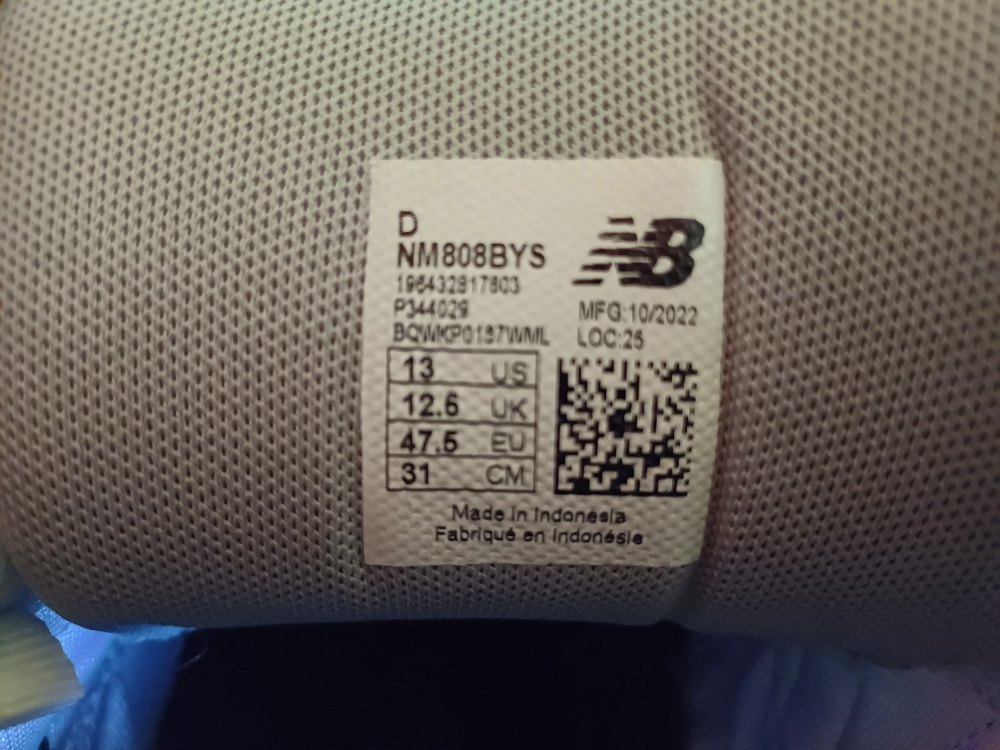 D
NM808BYS
NB
196432817803
P344029
MFG:10/2022
BQWKP0157WML
LOC:25
13 US
12.5 UK
47.5 EU
31 CM
Made in Indonesia
Fabriqué en Indonésie